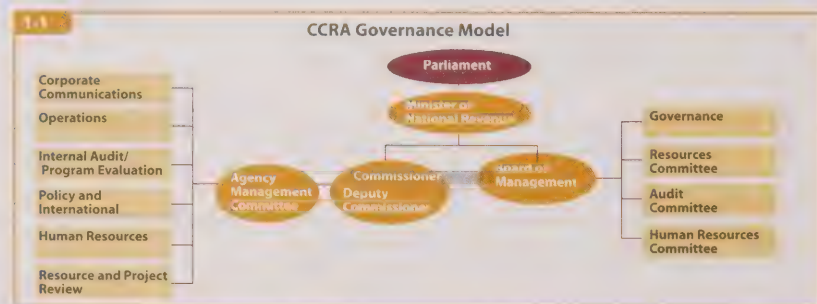 1-1
CCRA Governance Model
Parliament
Minister of
National Revenue
Corporate
Communications
Operations
Internal Audit/
Program Evaluation
Policy and
International
Human Resources
Resource and Project
Review
Agency
Management
Committee
Commissioner
Deputy
Commissioner
Board of
Management
Governance
Resources
Committee
Audit
Committee
Human Resources
Committee